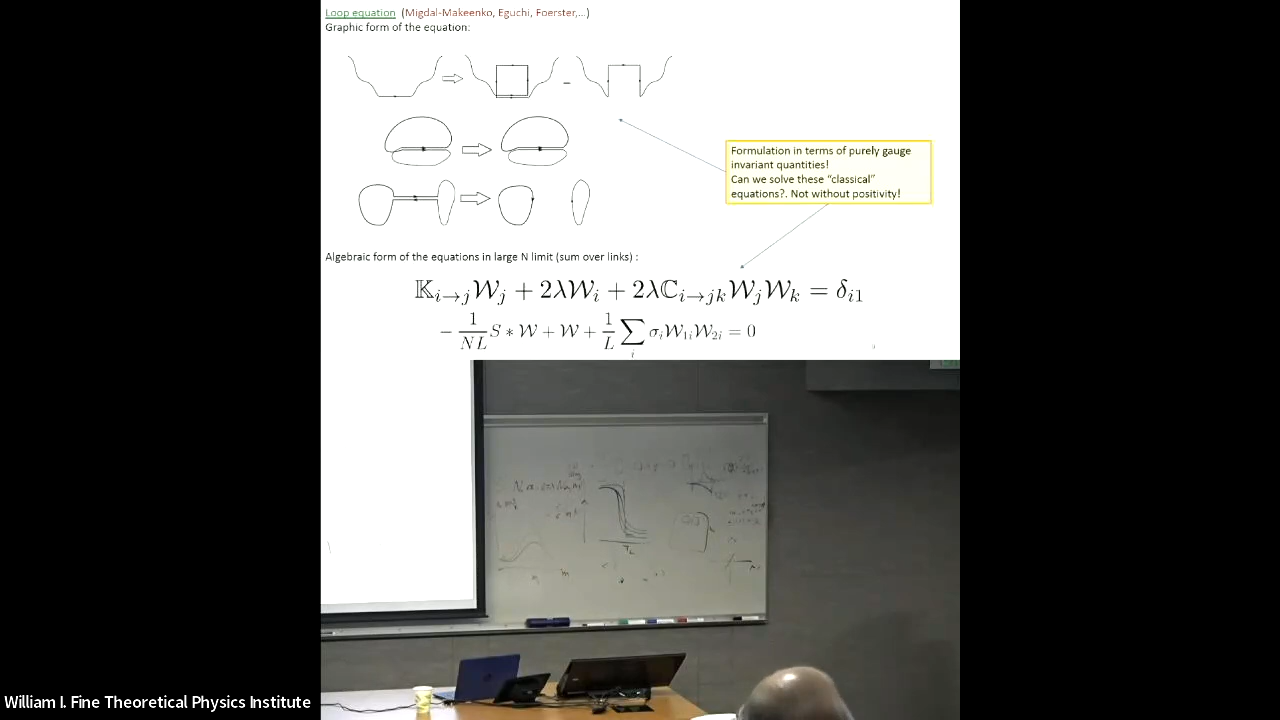 Loop equation (Migdal-Makeenko, Eguchi, Foerster,...)
Graphic form of the equation:
Formulation in terms of purely gauge
invariant quantities!
Can we solve these “classical”
equations?. Not without positivity!
Algebraic form of the equations in large N limit (sum over links) :
𝕂_{i→j}𝒲_j + 2λ𝒲_i + 2λℂ_{i→jk}𝒲_j𝒲_k = δ_{i1}
− \frac{1}{NL} S ∗ 𝒲 + 𝒲 + \frac{1}{L} ∑_i σ_i𝒲_{1i}𝒲_{2i} = 0
William I. Fine Theoretical Physics Institute